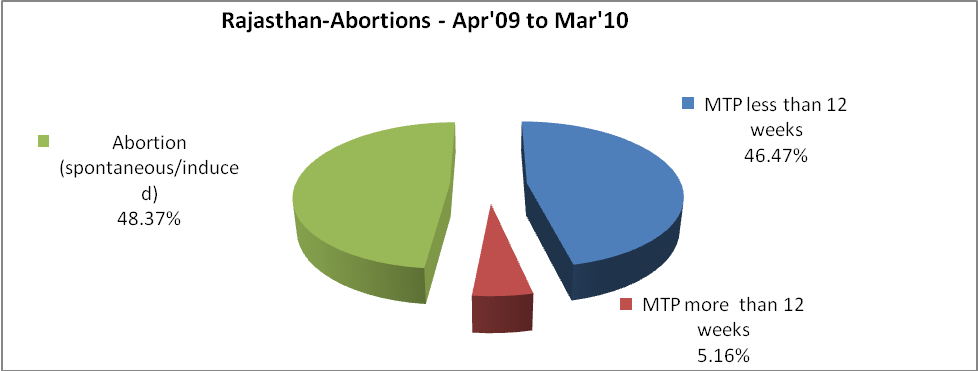 Rajasthan-Abortions - Apr'09 to Mar'10
MTP less than 12
weeks
46.47%
Abortion
(spontaneous/induce
d)
48.37%
MTP more  than 12
weeks
5.16%